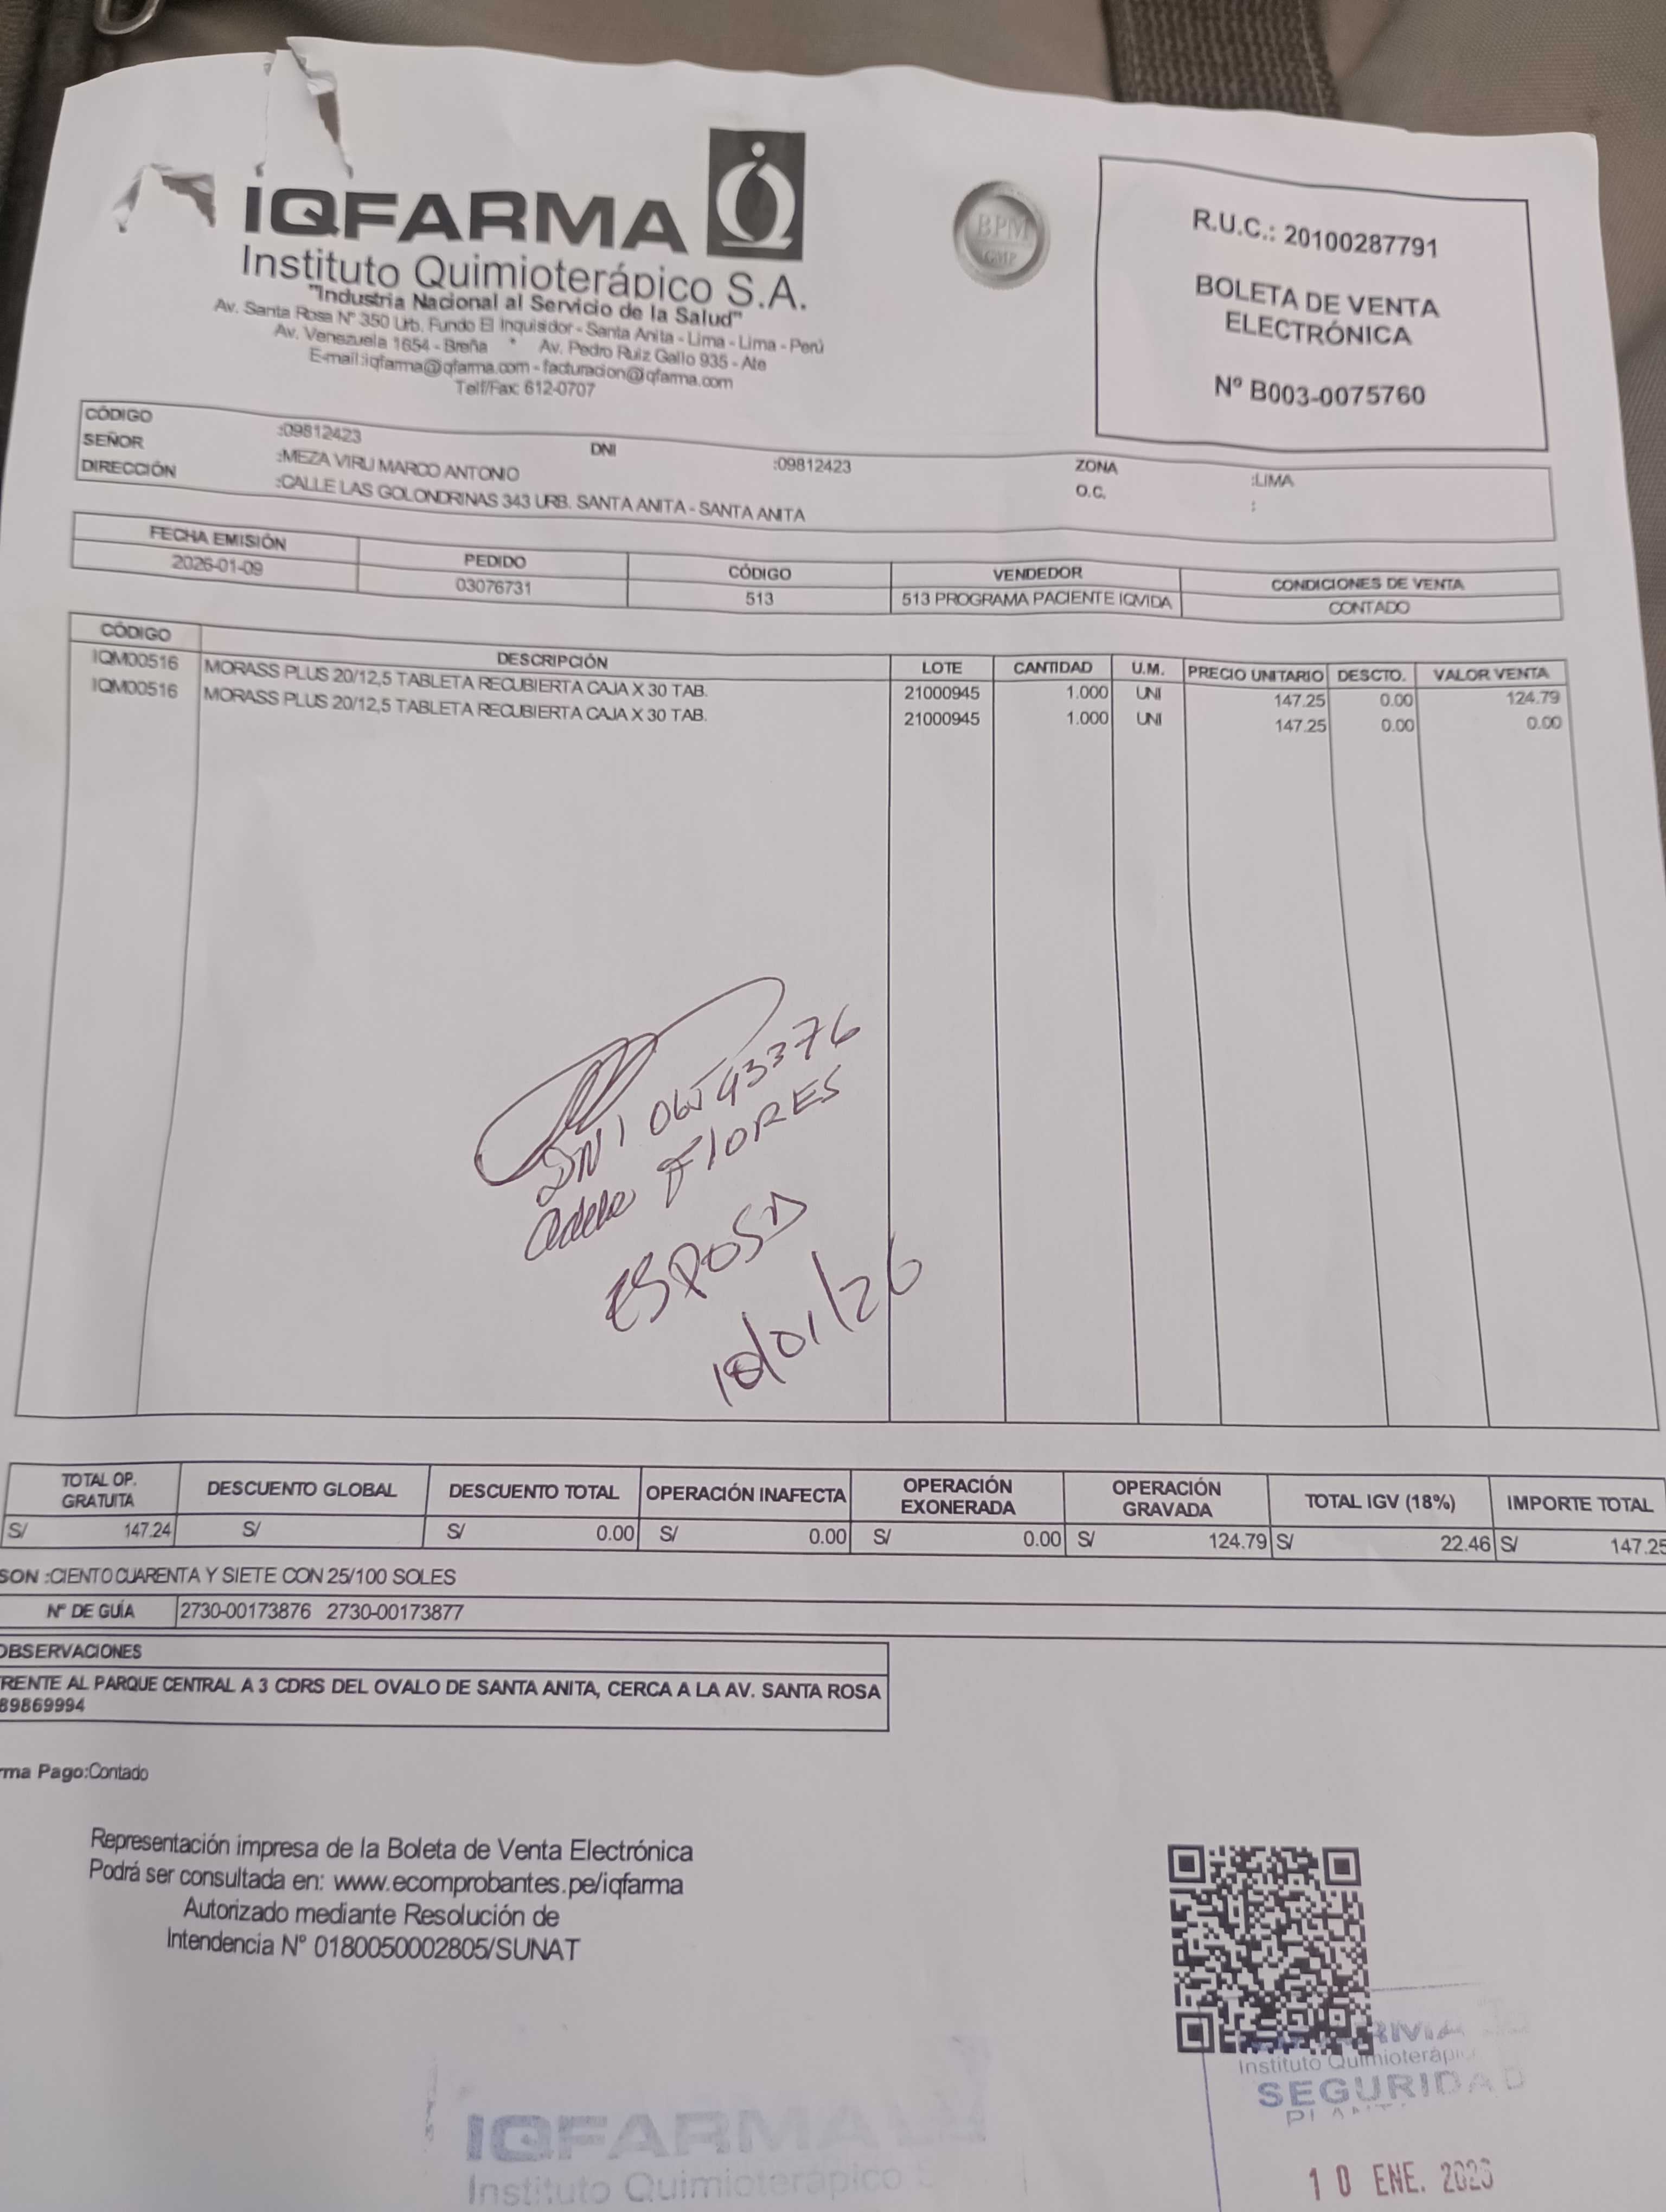 IQFARMA
Instituto Quimioterápico S.A.
"Industria Nacional al Servicio de la Salud"
Av. Santa Rosa N° 350 Urb. Fundo El Inquisidor - Santa Anita - Lima - Lima - Perú
Av. Venezuela 1654 - Breña * Av. Pedro Ruiz Gallo 935 - Ate
E-mail:iqfarma@iqfarma.com - facturacion@iqfarma.com
Telf/Fax: 612-0707
BPM
GMP
R.U.C.: 20100287791
BOLETA DE VENTA
ELECTRÓNICA
Nº B003-0075760
CÓDIGO :09812423 DNI :09812423 ZONA :LIMA
SEÑOR :MEZA VIRU MARCO ANTONIO O.C. :
DIRECCIÓN :CALLE LAS GOLONDRINAS 343 URB. SANTA ANITA - SANTA ANITA
FECHA EMISIÓN PEDIDO CÓDIGO VENDEDOR CONDICIONES DE VENTA
2026-01-09 03076731 513 513 PROGRAMA PACIENTE IQVIDA CONTADO
CÓDIGO DESCRIPCIÓN LOTE CANTIDAD U.M. PRECIO UNITARIO DESCTO. VALOR VENTA
IQM00516 MORASS PLUS 20/12,5 TABLETA RECUBIERTA CAJA X 30 TAB. 21000945 1.000 UNI 147.25 0.00 124.79
IQM00516 MORASS PLUS 20/12,5 TABLETA RECUBIERTA CAJA X 30 TAB. 21000945 1.000 UNI 147.25 0.00 0.00
DNI 06543376
Adela FLORES
ESPOSA
10/01/26
TOTAL OP. GRATUITA DESCUENTO GLOBAL DESCUENTO TOTAL OPERACIÓN INAFECTA OPERACIÓN EXONERADA OPERACIÓN GRAVADA TOTAL IGV (18%) IMPORTE TOTAL
S/ 147.24 S/ S/ 0.00 S/ 0.00 S/ 0.00 S/ 124.79 S/ 22.46 S/ 147.25
SON :CIENTO CUARENTA Y SIETE CON 25/100 SOLES
Nº DE GUÍA 2730-00173876 2730-00173877
OBSERVACIONES
RENTE AL PARQUE CENTRAL A 3 CDRS DEL OVALO DE SANTA ANITA, CERCA A LA AV. SANTA ROSA
89869994
rma Pago:Contado
Representación impresa de la Boleta de Venta Electrónica
Podrá ser consultada en: www.ecomprobantes.pe/iqfarma
Autorizado mediante Resolución de
Intendencia N° 0180050002805/SUNAT
Instituto Quimioterápic
SEGURIDAD
10 ENE. 2026
IQFARMA
Instituto Quimioterapico